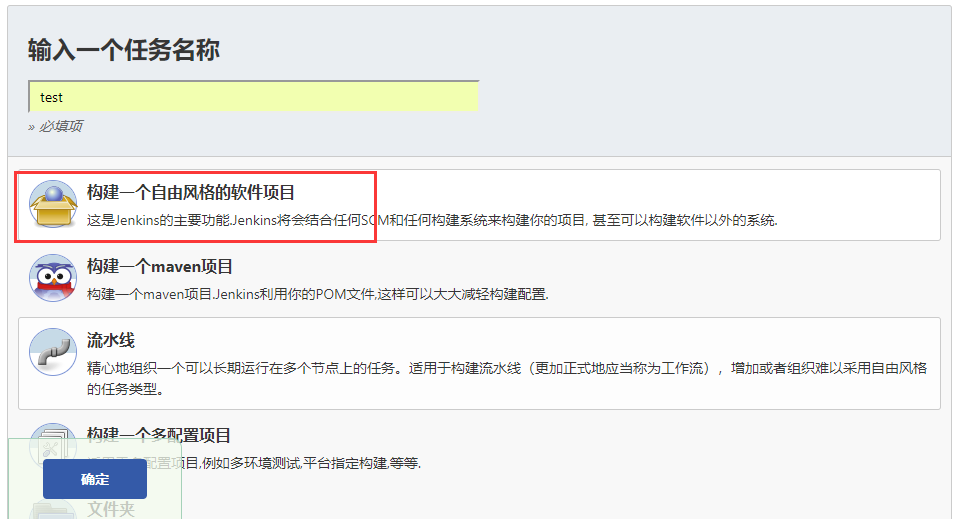 输入一个任务名称
test
» 必填项
构建一个自由风格的软件项目
这是Jenkins的主要功能.Jenkins将会结合任何SCM和任何构建系统来构建你的项目, 甚至可以构建软件以外的系统.
构建一个maven项目
构建一个maven项目.Jenkins利用你的POM文件,这样可以大大减轻构建配置.
流水线
精心地组织一个可以长期运行在多个节点上的任务。适用于构建流水线（更加正式地应当称为工作流），增加或者组织难以采用自由风格
的任务类型。
构建一个多配置项目
适用于多配置项目,例如多环境测试,平台指定构建,等等.
确定
文件夹